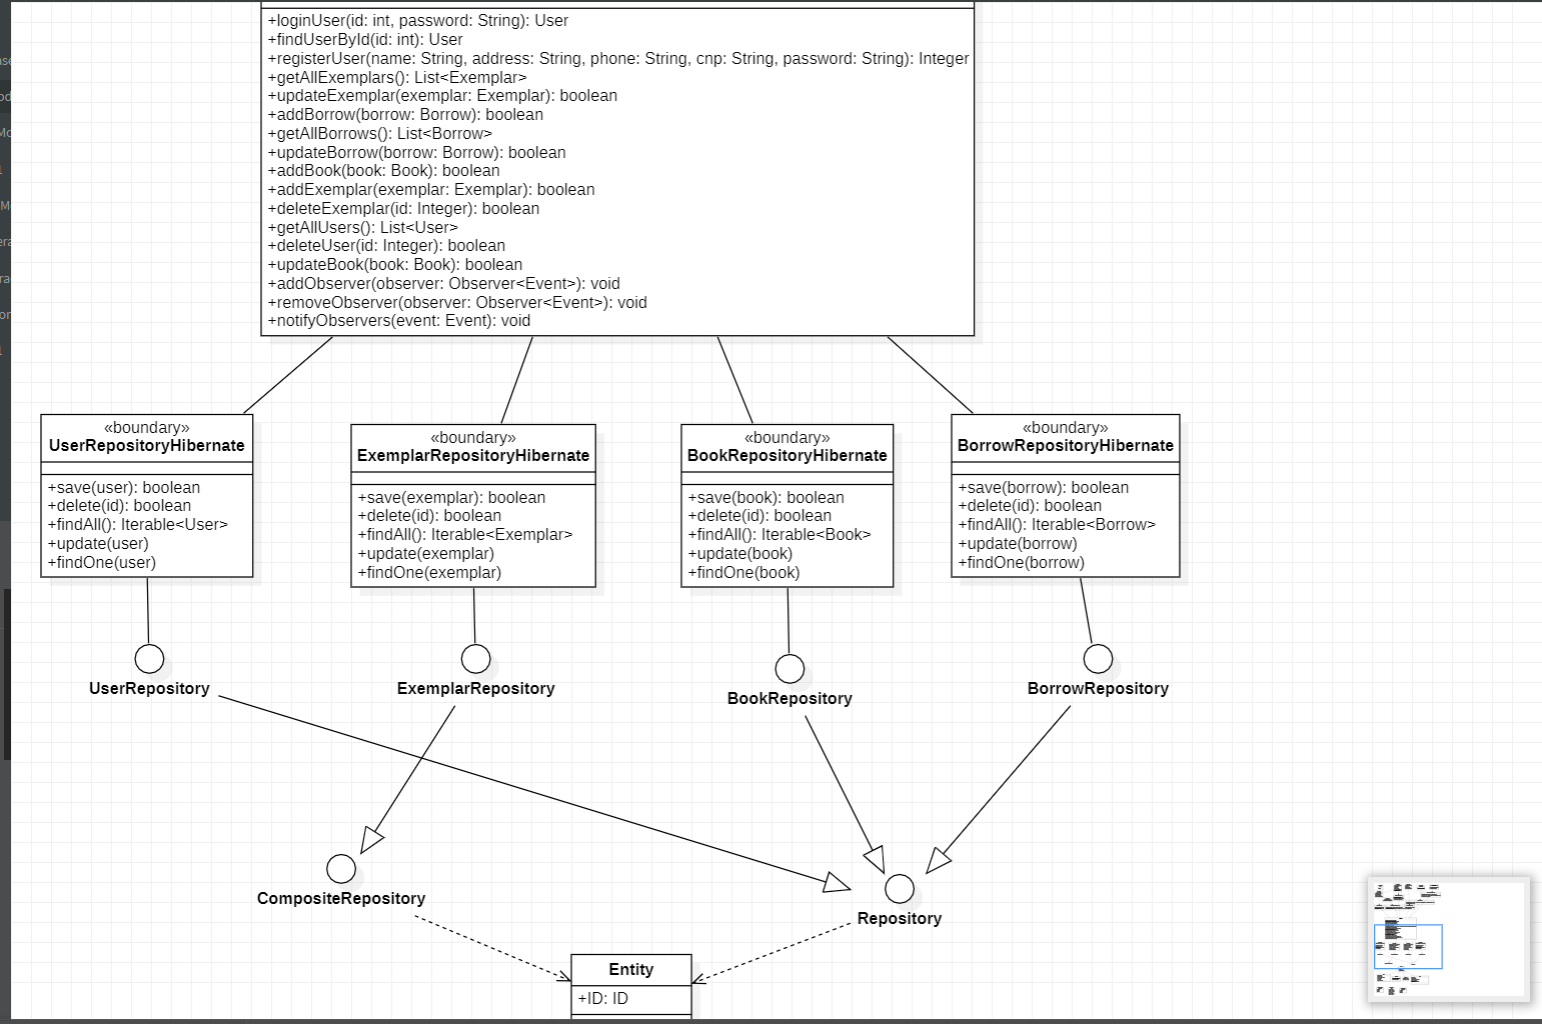 +loginUser(id: int, password: String): User
+findUserById(id: int): User
+registerUser(name: String, address: String, phone: String, cnp: String, password: String): Integer
+getAllExemplars(): List<Exemplar>
+updateExemplar(exemplar: Exemplar): boolean
+addBorrow(borrow: Borrow): boolean
+getAllBorrows(): List<Borrow>
+updateBorrow(borrow: Borrow): boolean
+addBook(book: Book): boolean
+addExemplar(exemplar: Exemplar): boolean
+deleteExemplar(id: Integer): boolean
+getAllUsers(): List<User>
+deleteUser(id: Integer): boolean
+updateBook(book: Book): boolean
+addObserver(observer: Observer<Event>): void
+removeObserver(observer: Observer<Event>): void
+notifyObservers(event: Event): void
«boundary»
UserRepositoryHibernate
+save(user): boolean
+delete(id): boolean
+findAll(): Iterable<User>
+update(user)
+findOne(user)
«boundary»
ExemplarRepositoryHibernate
+save(exemplar): boolean
+delete(id): boolean
+findAll(): Iterable<Exemplar>
+update(exemplar)
+findOne(exemplar)
«boundary»
BookRepositoryHibernate
+save(book): boolean
+delete(id): boolean
+findAll(): Iterable<Book>
+update(book)
+findOne(book)
«boundary»
BorrowRepositoryHibernate
+save(borrow): boolean
+delete(id): boolean
+findAll(): Iterable<Borrow>
+update(borrow)
+findOne(borrow)
UserRepository
ExemplarRepository
BookRepository
BorrowRepository
CompositeRepository
Repository
Entity
+ID: ID